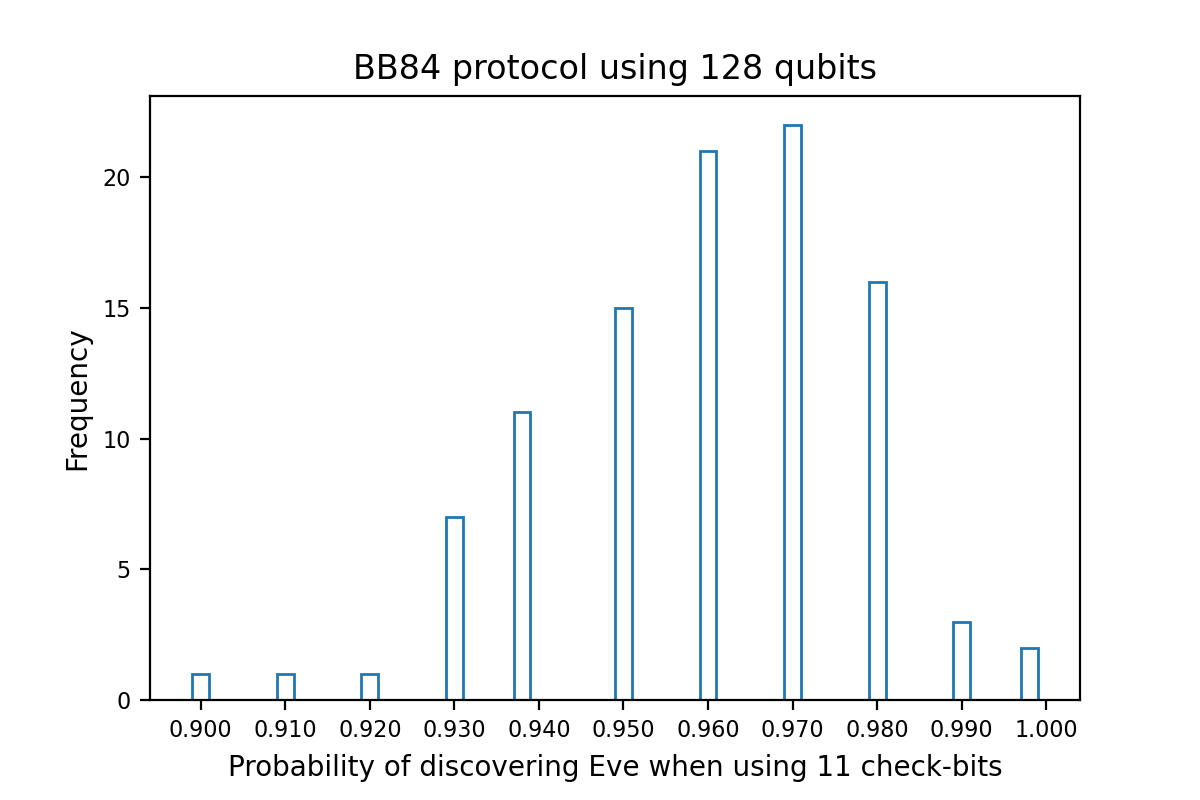 BB84 protocol using 128 qubits
Frequency
20
15
10
5
0
0.900 0.910 0.920 0.930 0.940 0.950 0.960 0.970 0.980 0.990 1.000
Probability of discovering Eve when using 11 check-bits